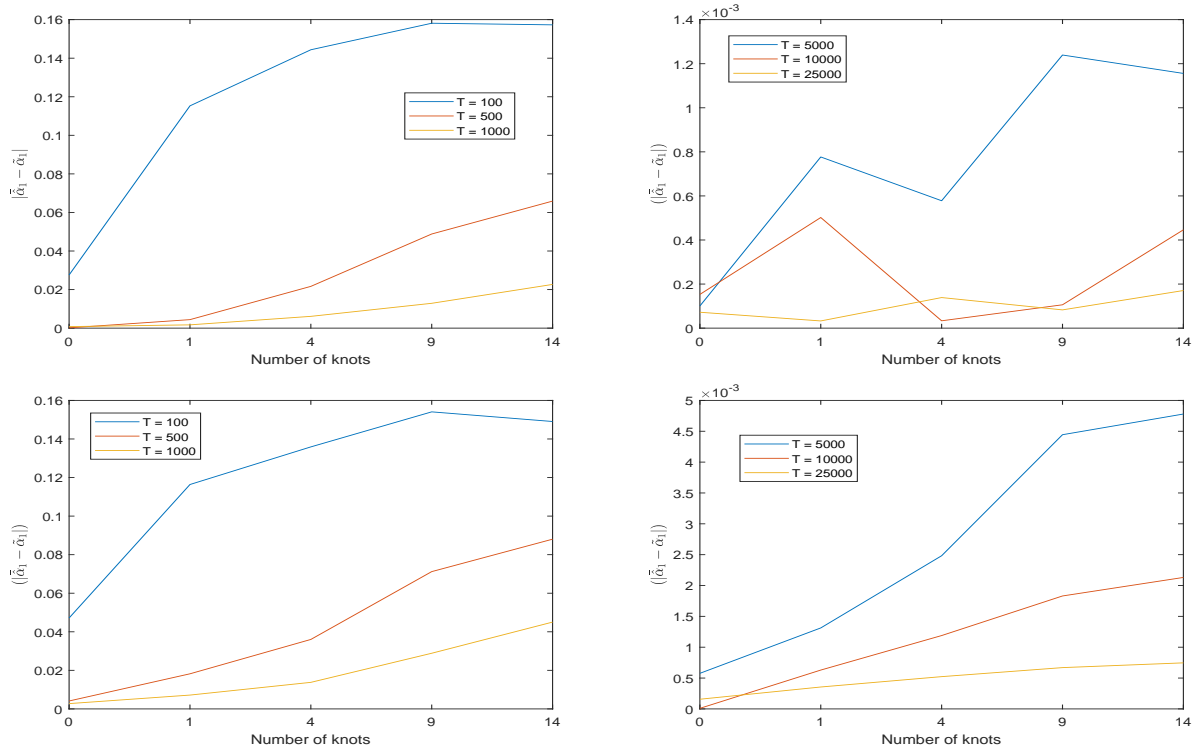 0.16
0.14
0.12
0.1
0.08
0.06
0.04
0.02
0
|α̂̄₁ − α̃₁|
T = 100
T = 500
T = 1000
0 1 4 9 14
Number of knots
×10⁻³
1.4
1.2
1
0.8
0.6
0.4
0.2
0
(|α̂̄₁ − α̃₁|)
T = 5000
T = 10000
T = 25000
0 1 4 9 14
Number of knots
0.16
0.14
0.12
0.1
0.08
0.06
0.04
0.02
0
(|α̂̄₁ − α̃₁|)
T = 100
T = 500
T = 1000
0 1 4 9 14
Number of knots
×10⁻³
5
4.5
4
3.5
3
2.5
2
1.5
1
0.5
0
(|α̂̄₁ − α̃₁|)
T = 5000
T = 10000
T = 25000
0 1 4 9 14
Number of knots